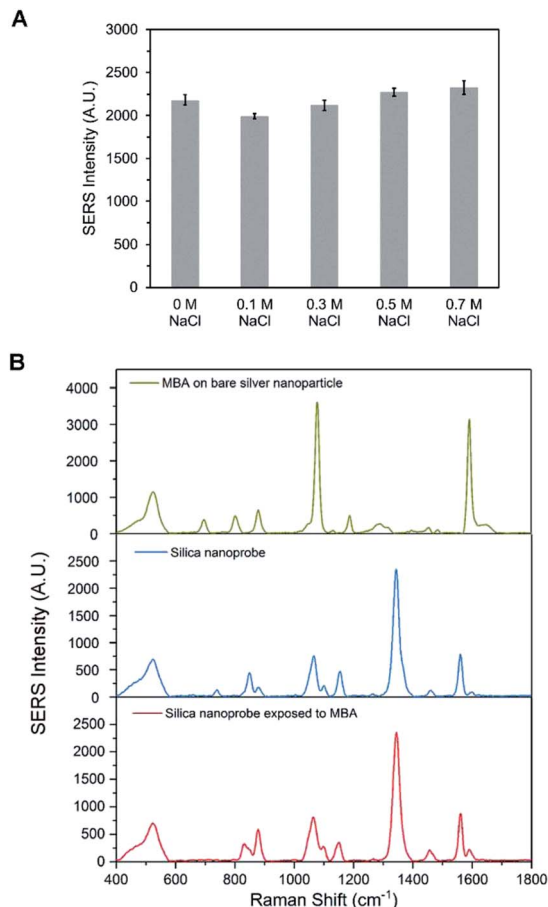 A
SERS Intensity (A.U.)
3000
2500
2000
1500
1000
500
0
0 M
NaCl
0.1 M
NaCl
0.3 M
NaCl
0.5 M
NaCl
0.7 M
NaCl
B
SERS Intensity (A.U.)
MBA on bare silver nanoparticle
4000
3000
2000
1000
0
Silica nanoprobe
2500
2000
1500
1000
500
0
Silica nanoprobe exposed to MBA
2500
2000
1500
1000
500
0
400 600 800 1000 1200 1400 1600 1800
Raman Shift (cm⁻¹)